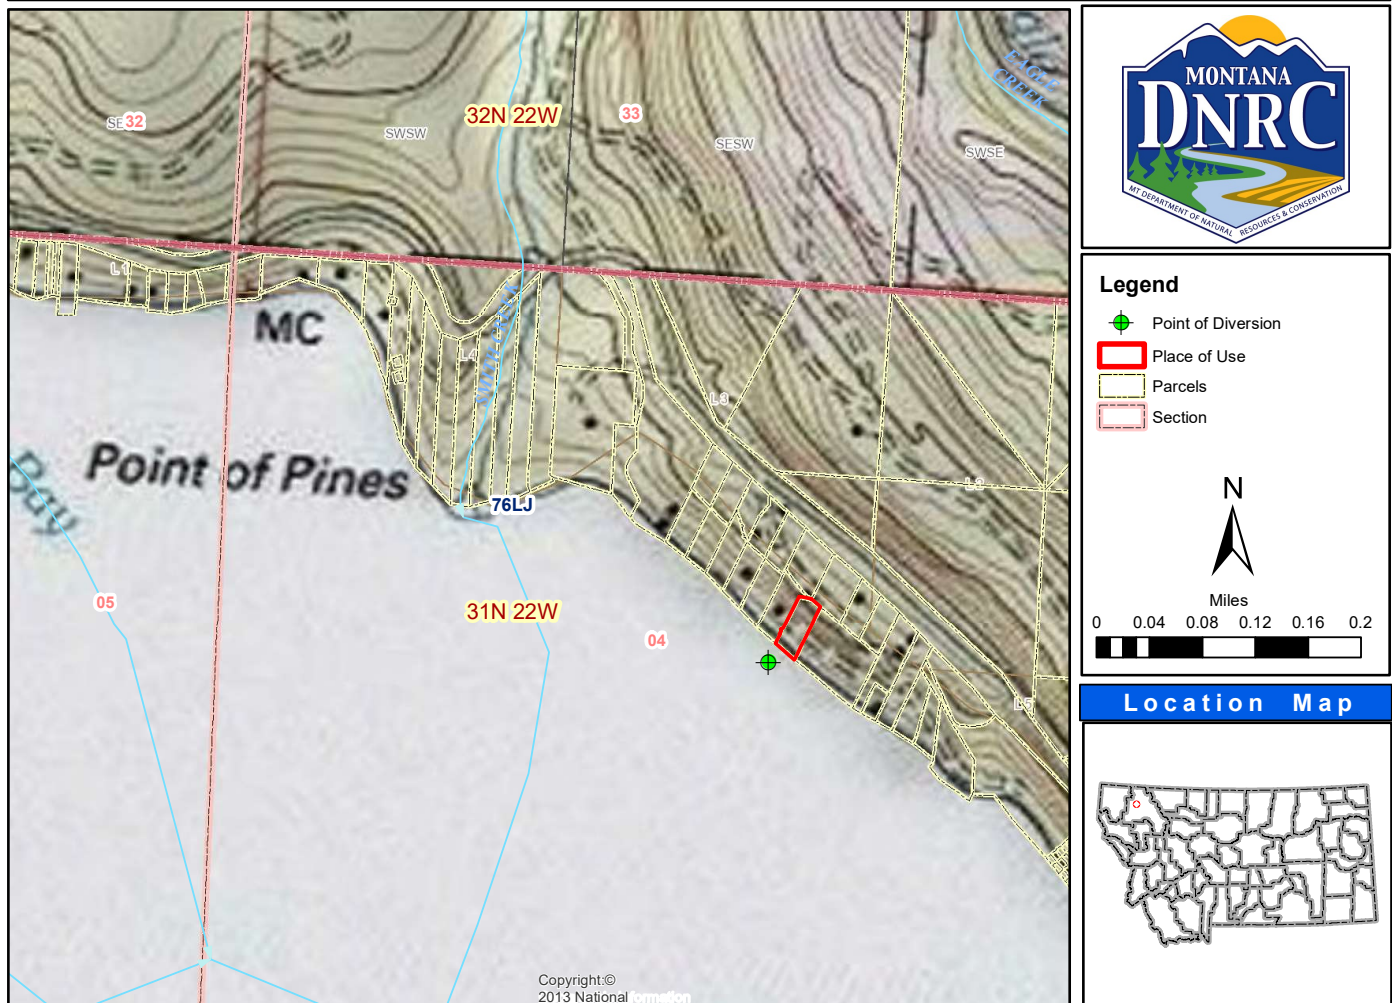 32N 22W
33
EAGLE
CREEK
32
SE
SWSW
SESW
SWSE
L1
MC
L4
SWIFT CREEK
L3
Point of Pines
76LJ
L2
Bay
05
31N 22W
04
L5
Copyright:©
2013 National
MONTANA
DNRC
MT DEPARTMENT OF NATURAL RESOURCES & CONSERVATION
Legend
Point of Diversion
Place of Use
Parcels
Section
N
Miles
0 0.04 0.08 0.12 0.16 0.2
Location Map